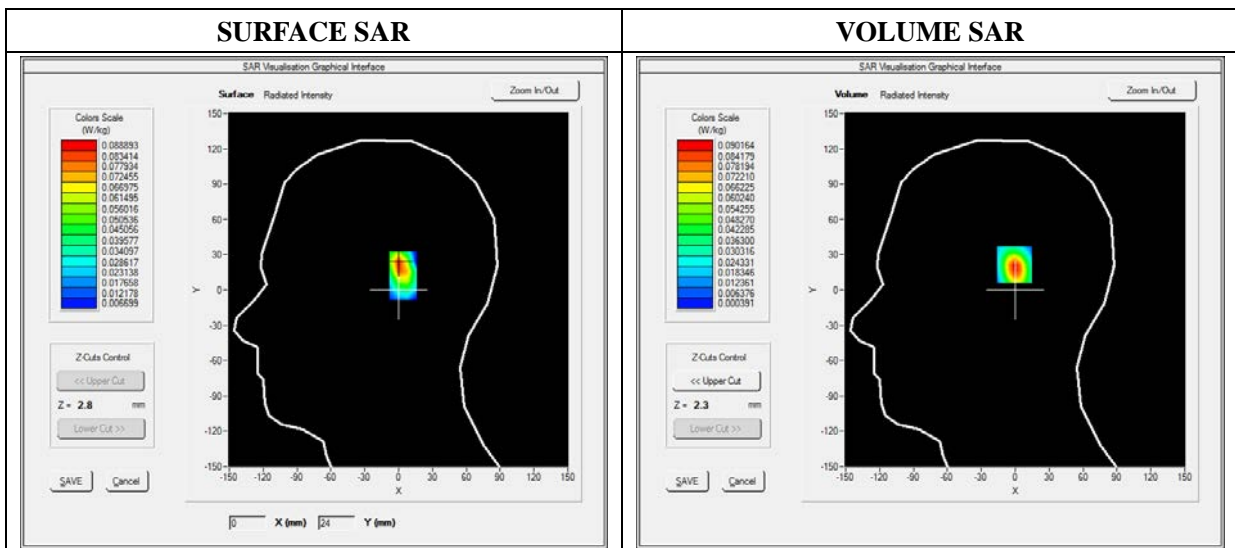 SURFACE SAR
SAR Visualisation Graphical Interface
Surface Radiated Intensity
Zoom In/Out
Colors Scale
(W/kg)
0.088893
0.083414
0.077934
0.072455
0.066975
0.061495
0.056016
0.050536
0.045056
0.039577
0.034097
0.028617
0.023138
0.017658
0.012178
0.006699
Z-Cuts Control
<< Upper Cut
Z = 2.8 mm
Lower Cut >>
SAVE Cancel
150
120
90
60
30
0
-30
-60
-90
-120
-150
Y
-150 -120 -90 -60 -30 0 30 60 90 120 150
X
0 X (mm) 24 Y (mm)
VOLUME SAR
SAR Visualisation Graphical Interface
Volume Radiated Intensity
Zoom In/Out
Colors Scale
(W/kg)
0.090164
0.084179
0.078194
0.072210
0.066225
0.060240
0.054255
0.048270
0.042285
0.036300
0.030316
0.024331
0.018346
0.012361
0.006376
0.000391
Z-Cuts Control
<< Upper Cut
Z = 2.3 mm
Lower Cut >>
SAVE Cancel
150
120
90
60
30
0
-30
-60
-90
-120
-150
Y
-150 -120 -90 -60 -30 0 30 60 90 120 150
X